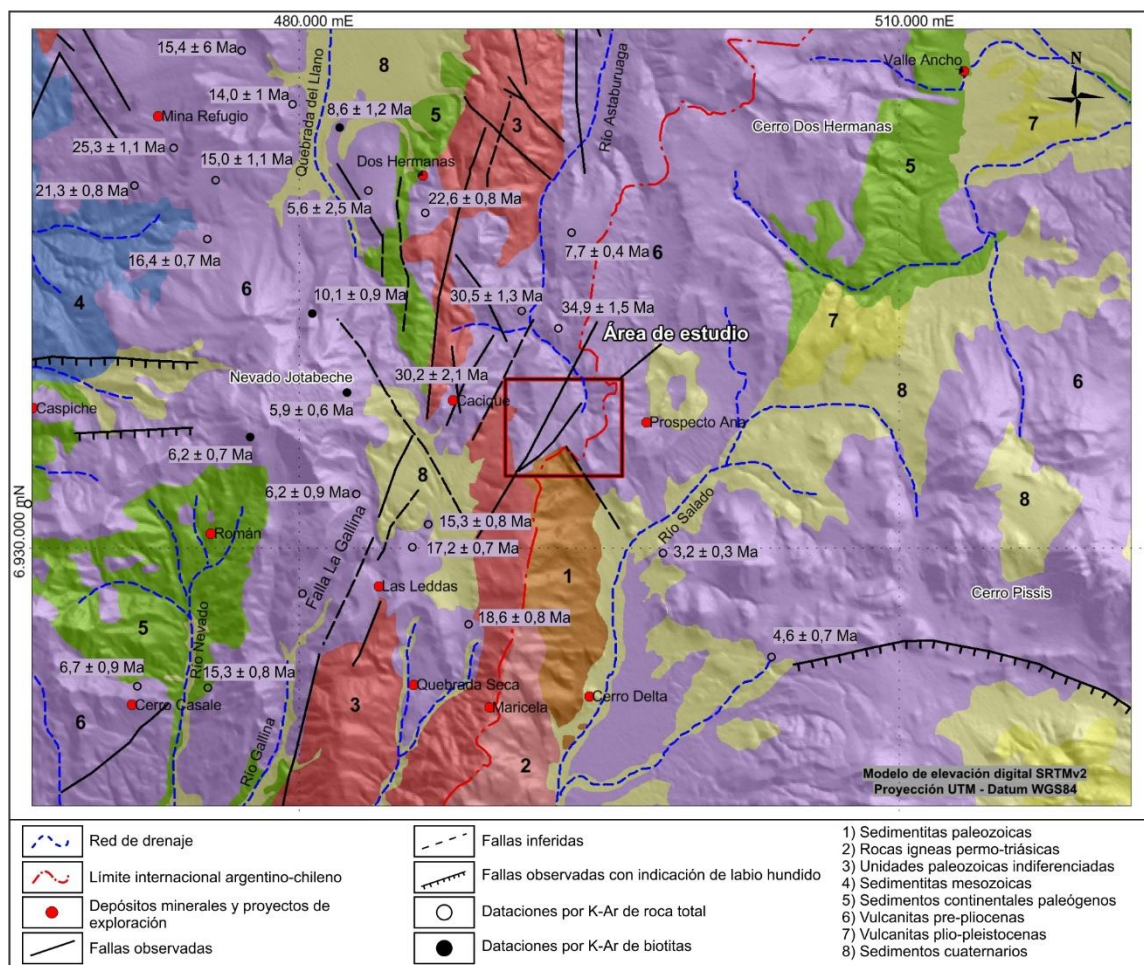 480.000 mE
510.000 mE
15,4 ± 6 Ma
8
Valle Ancho
N
14,0 ± 1 Ma
Quebrada del Llano
8,6 ± 1,2 Ma
Río Astaburuaga
Mina Refugio
5
3
Cerro Dos Hermanas
7
25,3 ± 1,1 Ma
15,0 ± 1,1 Ma
Dos Hermanas
5
21,3 ± 0,8 Ma
5,6 ± 2,5 Ma
22,6 ± 0,8 Ma
7,7 ± 0,4 Ma
6
16,4 ± 0,7 Ma
4
6
10,1 ± 0,9 Ma
30,5 ± 1,3 Ma
34,9 ± 1,5 Ma
7
Área de estudio
6
30,2 ± 2,1 Ma
Nevado Jotabeche
8
Caspiche
5,9 ± 0,6 Ma
Cacique
Prospecto Ana
6,2 ± 0,7 Ma
8
6,2 ± 0,9 Ma
8
6.930.000 mN
Román
Falla La Gallina
15,3 ± 0,8 Ma
17,2 ± 0,7 Ma
Río Salado
3,2 ± 0,3 Ma
1
Las Leddas
Cerro Pissis
5
Río Nevado
18,6 ± 0,8 Ma
4,6 ± 0,7 Ma
6,7 ± 0,9 Ma
15,3 ± 0,8 Ma
Quebrada Seca
Cerro Delta
Cerro Casale
3
Maricela
6
Río Gallina
2
Modelo de elevación digital SRTMv2
Proyección UTM - Datum WGS84
Red de drenaje
Límite internacional argentino-chileno
Depósitos minerales y proyectos de
exploración
Fallas observadas
Fallas inferidas
Fallas observadas con indicación de labio hundido
Dataciones por K-Ar de roca total
Dataciones por K-Ar de biotitas
1) Sedimentitas paleozoicas
2) Rocas igneas permo-triásicas
3) Unidades paleozoicas indiferenciadas
4) Sedimentitas mesozoicas
5) Sedimentos continentales paleógenos
6) Vulcanitas pre-pliocenas
7) Vulcanitas plio-pleistocenas
8) Sedimentos cuaternarios